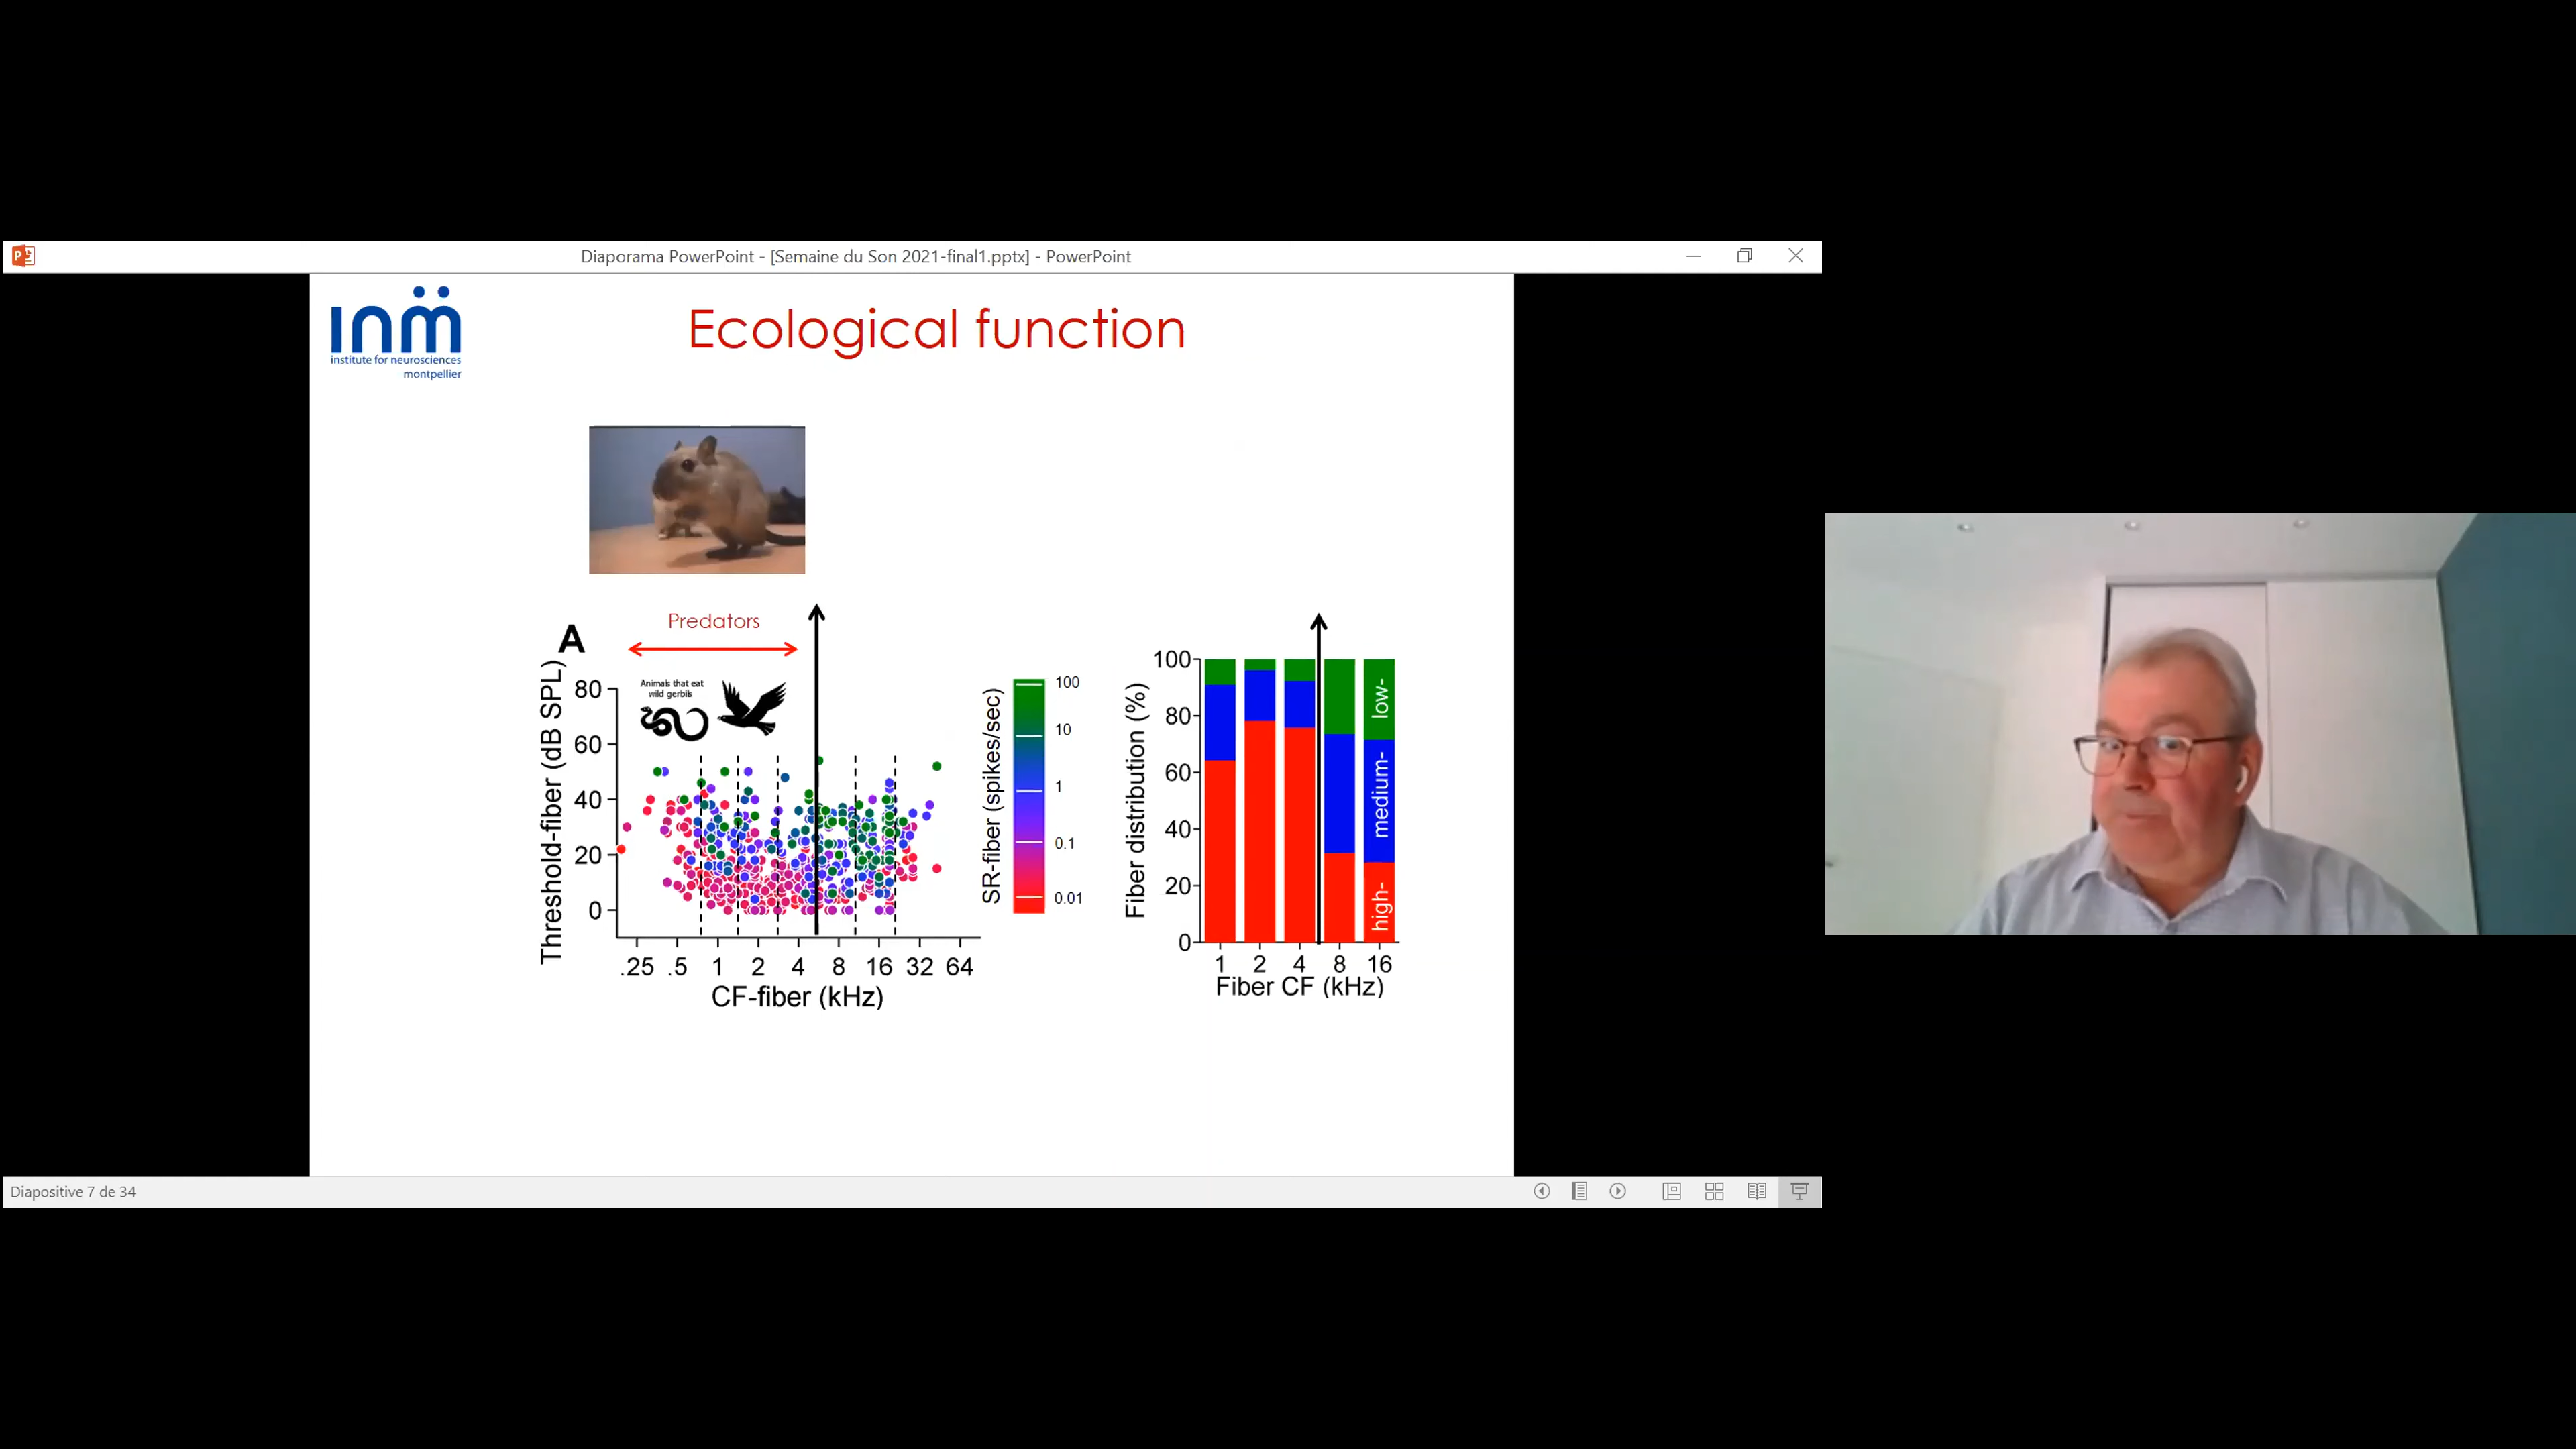 Diaporama PowerPoint - [Semaine du Son 2021-final1.pptx] - PowerPoint
inm
institute for neurosciences
montpellier
Ecological function
Predators
A
Animals that eat
wild gerbils
Threshold-fiber (dB SPL)
80
60
40
20
0
.25 .5 1 2 4 8 16 32 64
CF-fiber (kHz)
SR-fiber (spikes/sec)
100
10
1
0.1
0.01
Fiber distribution (%)
100
80
60
40
20
0
low-
medium-
high-
1 2 4 8 16
Fiber CF (kHz)
Diapositive 7 de 34